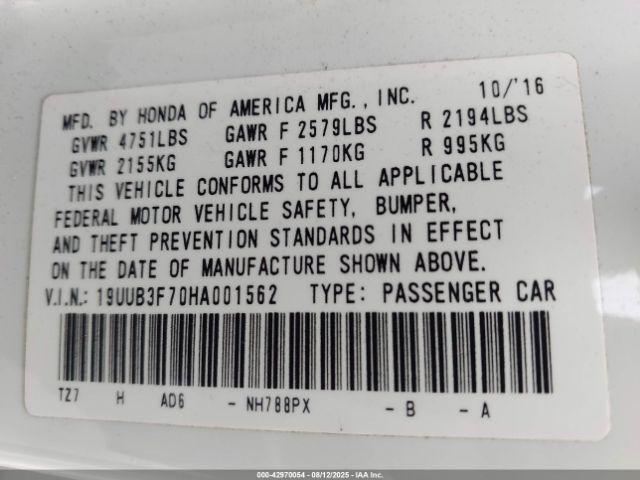 MFD. BY HONDA OF AMERICA MFG., INC. 10/'16
GVWR 4751LBS GAWR F 2579LBS R 2194LBS
GVWR 2155KG GAWR F 1170KG R 995KG
THIS VEHICLE CONFORMS TO ALL APPLICABLE
FEDERAL MOTOR VEHICLE SAFETY, BUMPER,
AND THEFT PREVENTION STANDARDS IN EFFECT
ON THE DATE OF MANUFACTURE SHOWN ABOVE.
V.I.N.: 19UUB3F70HA001562 TYPE: PASSENGER CAR
TZ7 H AD6 - NH788PX - B - A
000-42970054 - 08/12/2025 - IAA Inc.